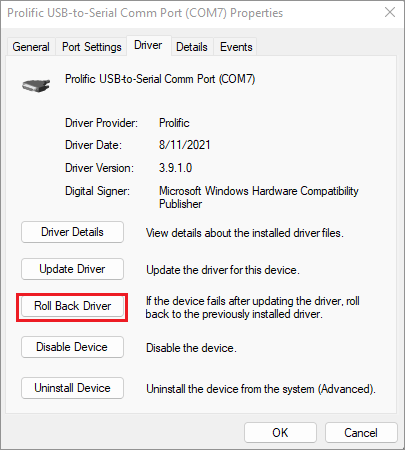 Prolific USB-to-Serial Comm Port (COM7) Properties
General Port Settings Driver Details Events
Prolific USB-to-Serial Comm Port (COM7)
Driver Provider: Prolific
Driver Date: 8/11/2021
Driver Version: 3.9.1.0
Digital Signer: Microsoft Windows Hardware Compatibility
Publisher
Driver Details View details about the installed driver files.
Update Driver Update the driver for this device.
Roll Back Driver If the device fails after updating the driver, roll
back to the previously installed driver.
Disable Device Disable the device.
Uninstall Device Uninstall the device from the system (Advanced).
OK Cancel